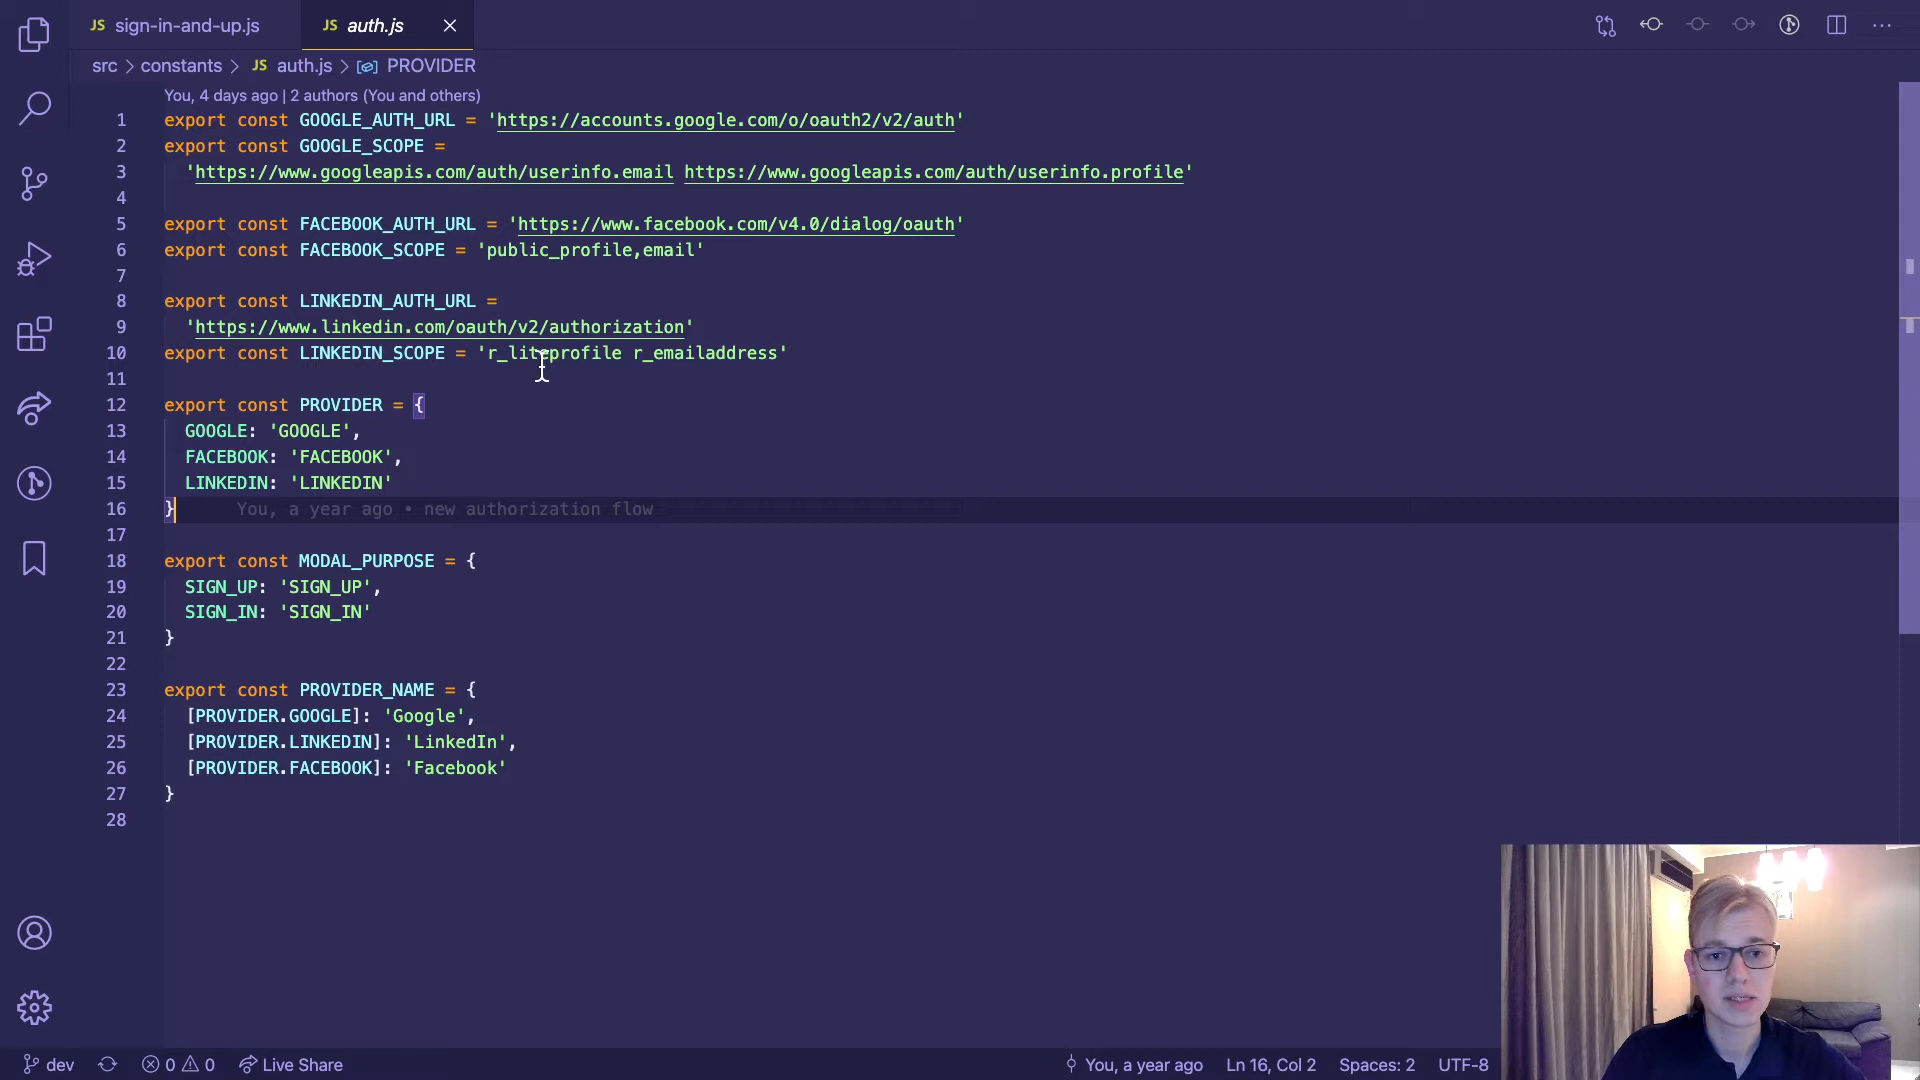 JS sign-in-and-up.js JS auth.js
src > constants > JS auth.js > PROVIDER
You, 4 days ago | 2 authors (You and others)
1 export const GOOGLE_AUTH_URL = 'https://accounts.google.com/o/oauth2/v2/auth'
2 export const GOOGLE_SCOPE =
3 'https://www.googleapis.com/auth/userinfo.email https://www.googleapis.com/auth/userinfo.profile'
4
5 export const FACEBOOK_AUTH_URL = 'https://www.facebook.com/v4.0/dialog/oauth'
6 export const FACEBOOK_SCOPE = 'public_profile,email'
7
8 export const LINKEDIN_AUTH_URL =
9 'https://www.linkedin.com/oauth/v2/authorization'
10 export const LINKEDIN_SCOPE = 'r_liteprofile r_emailaddress'
11
12 export const PROVIDER = {
13 GOOGLE: 'GOOGLE',
14 FACEBOOK: 'FACEBOOK',
15 LINKEDIN: 'LINKEDIN'
16 } You, a year ago • new authorization flow
17
18 export const MODAL_PURPOSE = {
19 SIGN_UP: 'SIGN_UP',
20 SIGN_IN: 'SIGN_IN'
21 }
22
23 export const PROVIDER_NAME = {
24 [PROVIDER.GOOGLE]: 'Google',
25 [PROVIDER.LINKEDIN]: 'LinkedIn',
26 [PROVIDER.FACEBOOK]: 'Facebook'
27 }
28
dev 0 0 Live Share You, a year ago Ln 16, Col 2 Spaces: 2 UTF-8